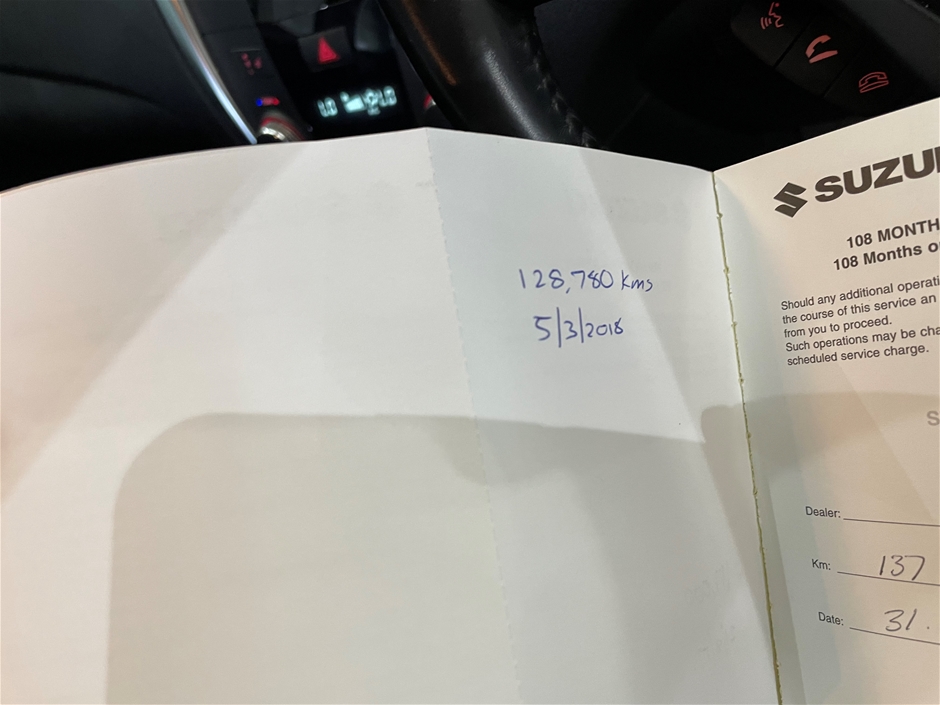 128,780 kms
5/3/2018
SUZU
108 MONTH
108 Months o
Should any additional operati
the course of this service an
from you to proceed.
Such operations may be cha
scheduled service charge.
S
Dealer:
Km: 137
Date: 31.